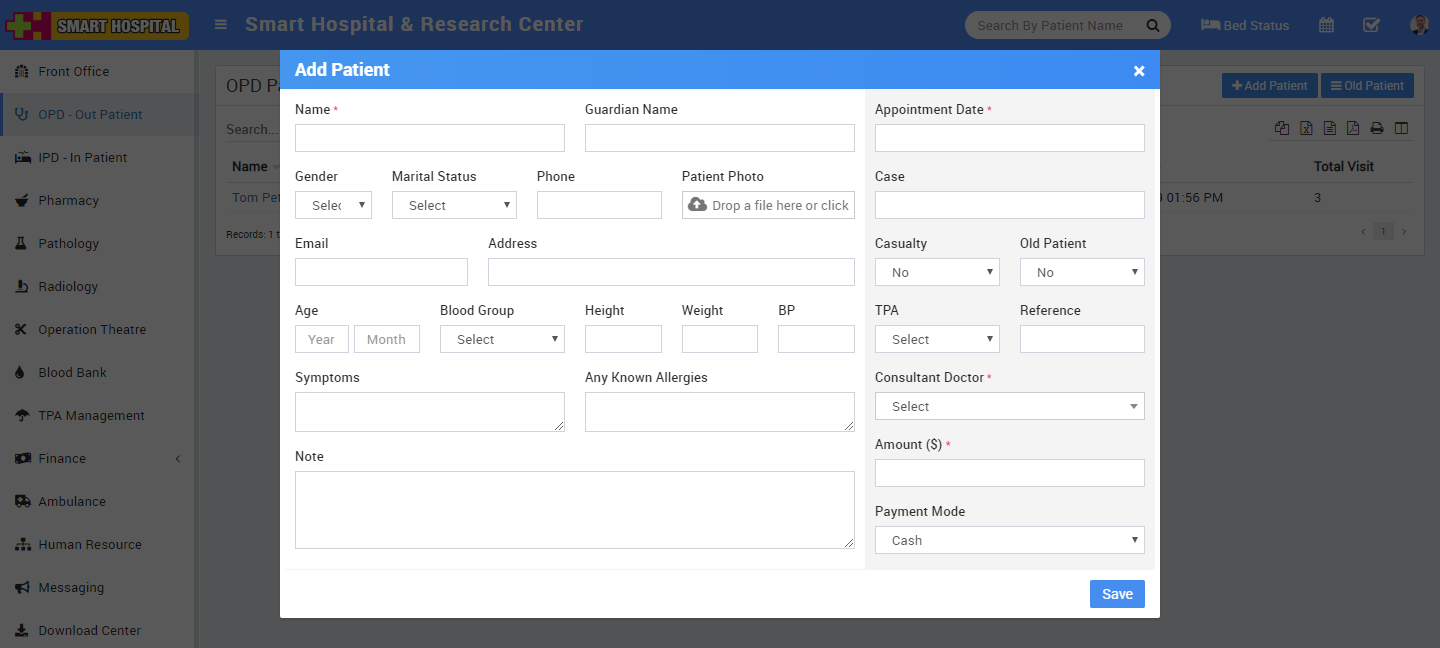 SMART HOSPITAL
Smart Hospital & Research Center
Search By Patient Name
Bed Status
Front Office
OPD - Out Patient
IPD - In Patient
Pharmacy
Pathology
Radiology
Operation Theatre
Blood Bank
TPA Management
Finance
Ambulance
Human Resource
Messaging
Download Center
OPD P
Add Patient
Old Patient
Search...
Name
Total Visit
Tom Pet
01:56 PM
3
Records: 1 t
1
Add Patient
×
Name *
Guardian Name
Gender
Marital Status
Phone
Patient Photo
Selec
Select
Drop a file here or click
Email
Address
Age
Blood Group
Height
Weight
BP
Year
Month
Select
Symptoms
Any Known Allergies
Note
Appointment Date *
Case
Casualty
Old Patient
No
No
TPA
Reference
Select
Consultant Doctor *
Select
Amount ($) *
Payment Mode
Cash
Save